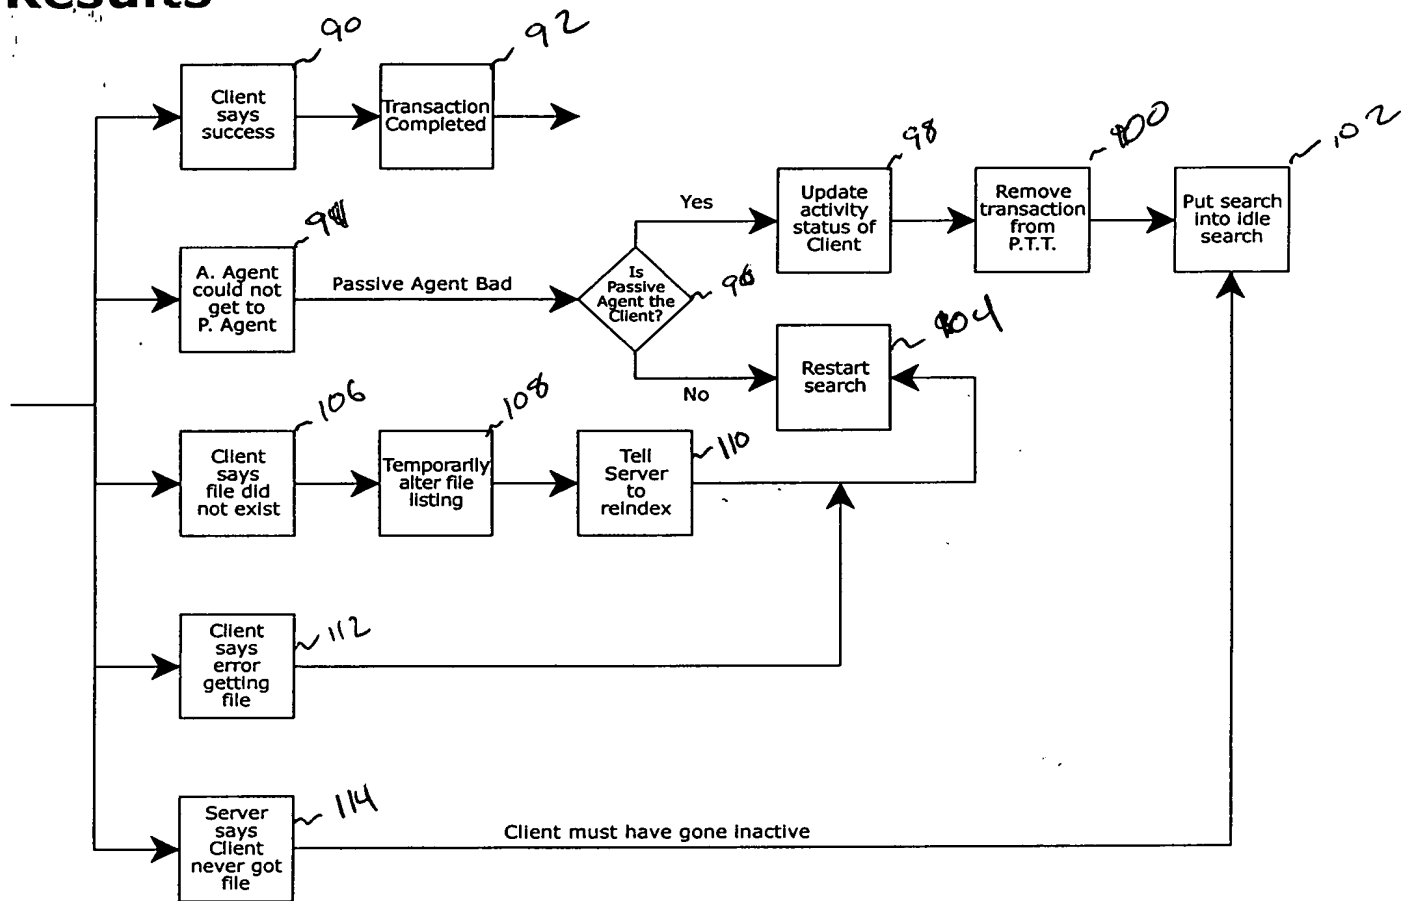 Results
90
92
Client
says
success
Transaction
Completed
98
100
102
Yes
Update
activity
status of
Client
Remove
transaction
from
P.T.T.
Put search
into idle
search
94
A. Agent
could not
get to
P. Agent
Passive Agent Bad
Is
Passive
Agent the
Client?
96
104
Restart
search
No
106
108
110
Client
says
file did
not exist
Temporarily
alter file
listing
Tell
Server
to
reindex
Client
says
error
getting
file
112
Server
says
Client
never got
file
114
Client must have gone inactive